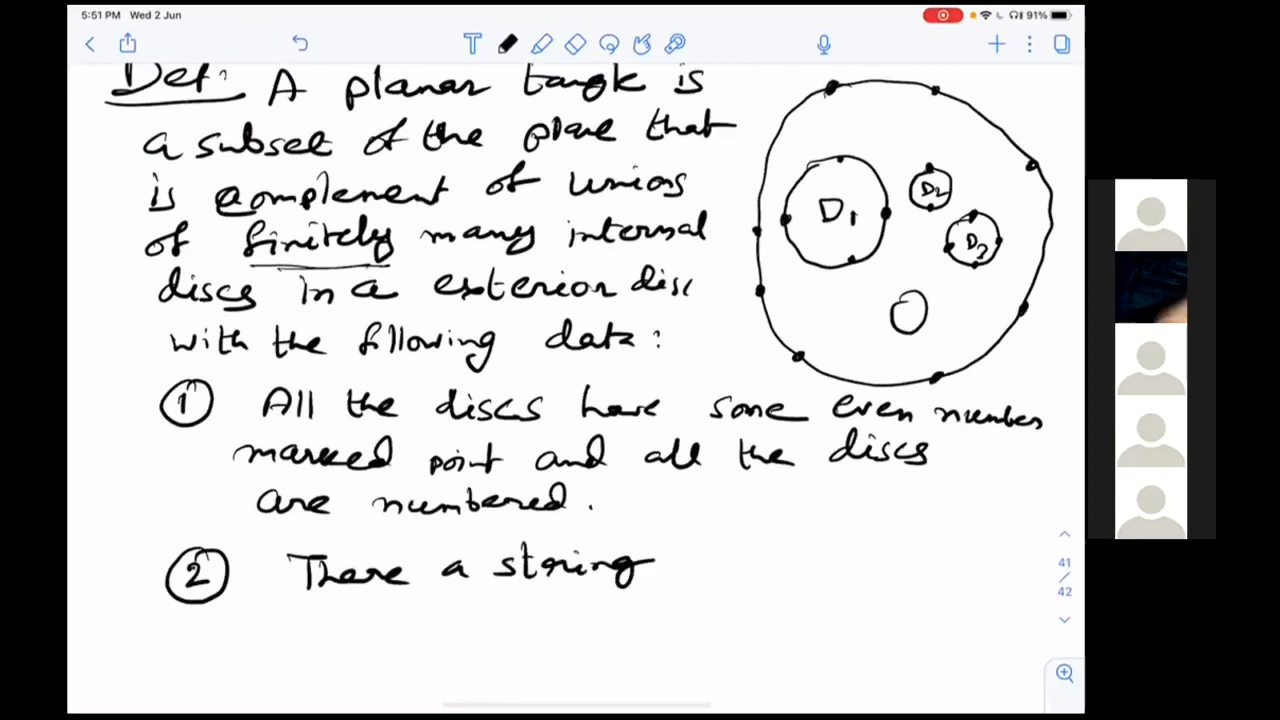 5:51 PM Wed 2 Jun
91%
Def: A planar tangle is
a subset of the plane that
is complement of unions
of finitely many internal
discs in a exterior disc
with the following data:
① All the discs have some even number
marked point and all the discs
are numbered.
② There a string
D1
D2
D3
41
/
42